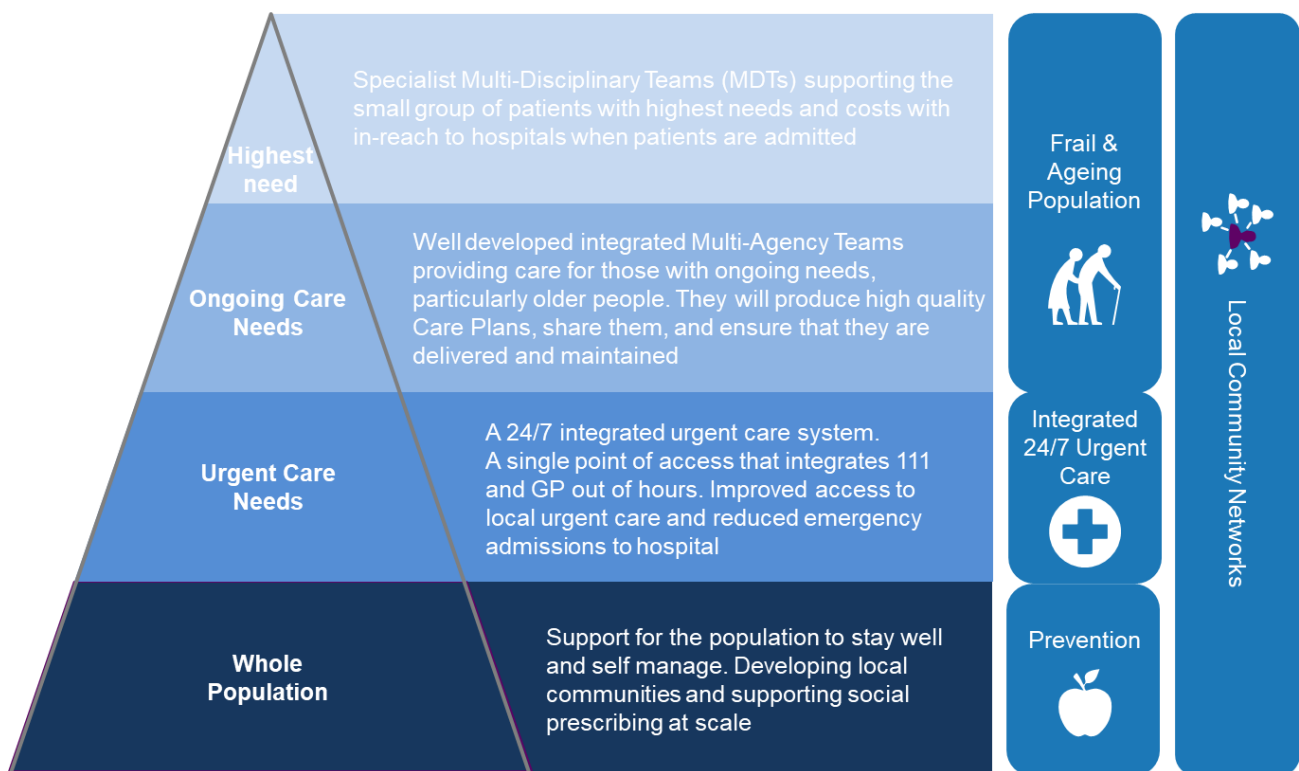 Highest
need
Specialist Multi-Disciplinary Teams (MDTs) supporting the
small group of patients with highest needs and costs with
in-reach to hospitals when patients are admitted
Ongoing Care
Needs
Well developed integrated Multi-Agency Teams
providing care for those with ongoing needs,
particularly older people. They will produce high quality
Care Plans, share them, and ensure that they are
delivered and maintained
Urgent Care
Needs
A 24/7 integrated urgent care system.
A single point of access that integrates 111
and GP out of hours. Improved access to
local urgent care and reduced emergency
admissions to hospital
Whole
Population
Support for the population to stay well
and self manage. Developing local
communities and supporting social
prescribing at scale
Frail &
Ageing
Population
Integrated
24/7 Urgent
Care
Prevention
Local Community Networks